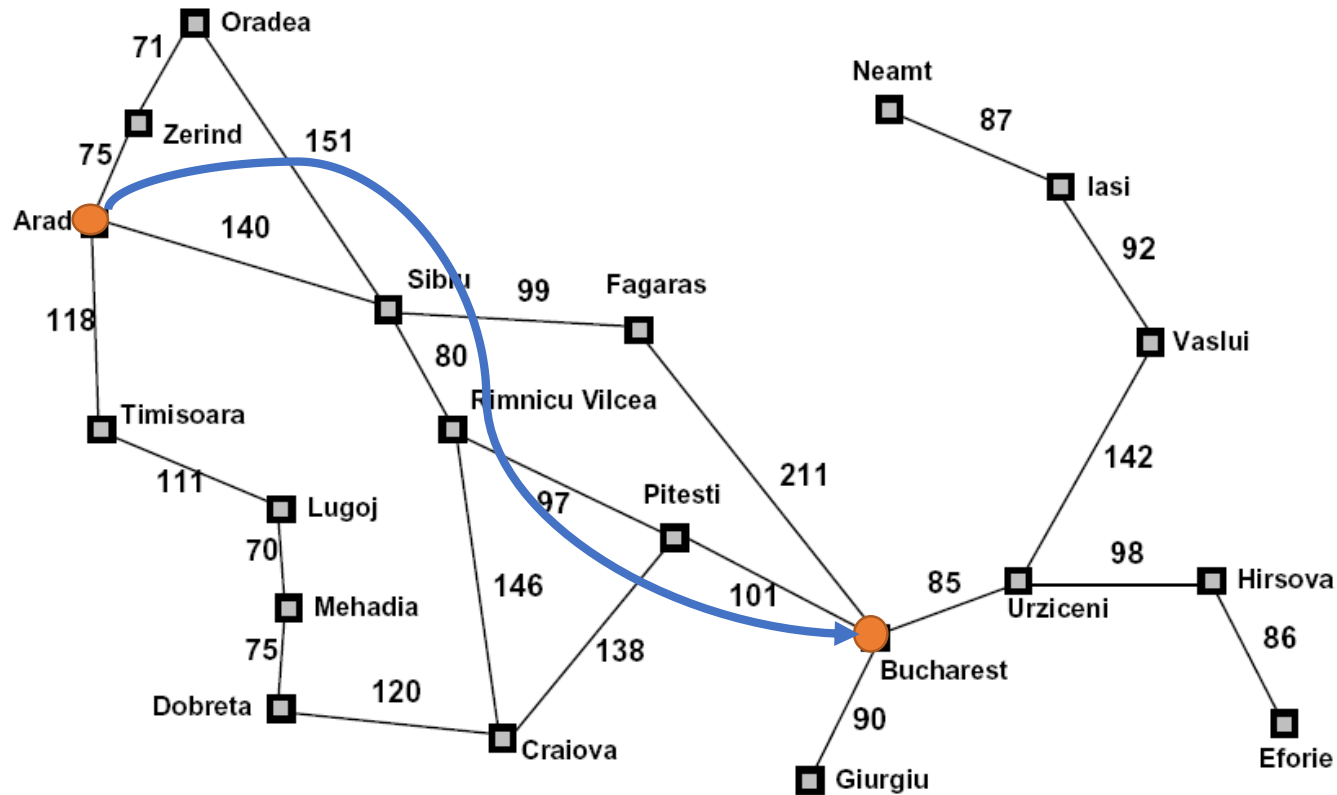 Oradea
71
Neamt
87
Zerind
151
75
Iasi
Arad
140
92
Sibiu
99
Fagaras
118
80
Vaslui
Rimnicu Vilcea
Timisoara
142
211
111
97
Pitesti
Lugoj
70
98
146
101
85
Hirsova
Mehadia
Urziceni
75
138
86
Bucharest
120
Dobreta
90
Craiova
Eforie
Giurgiu